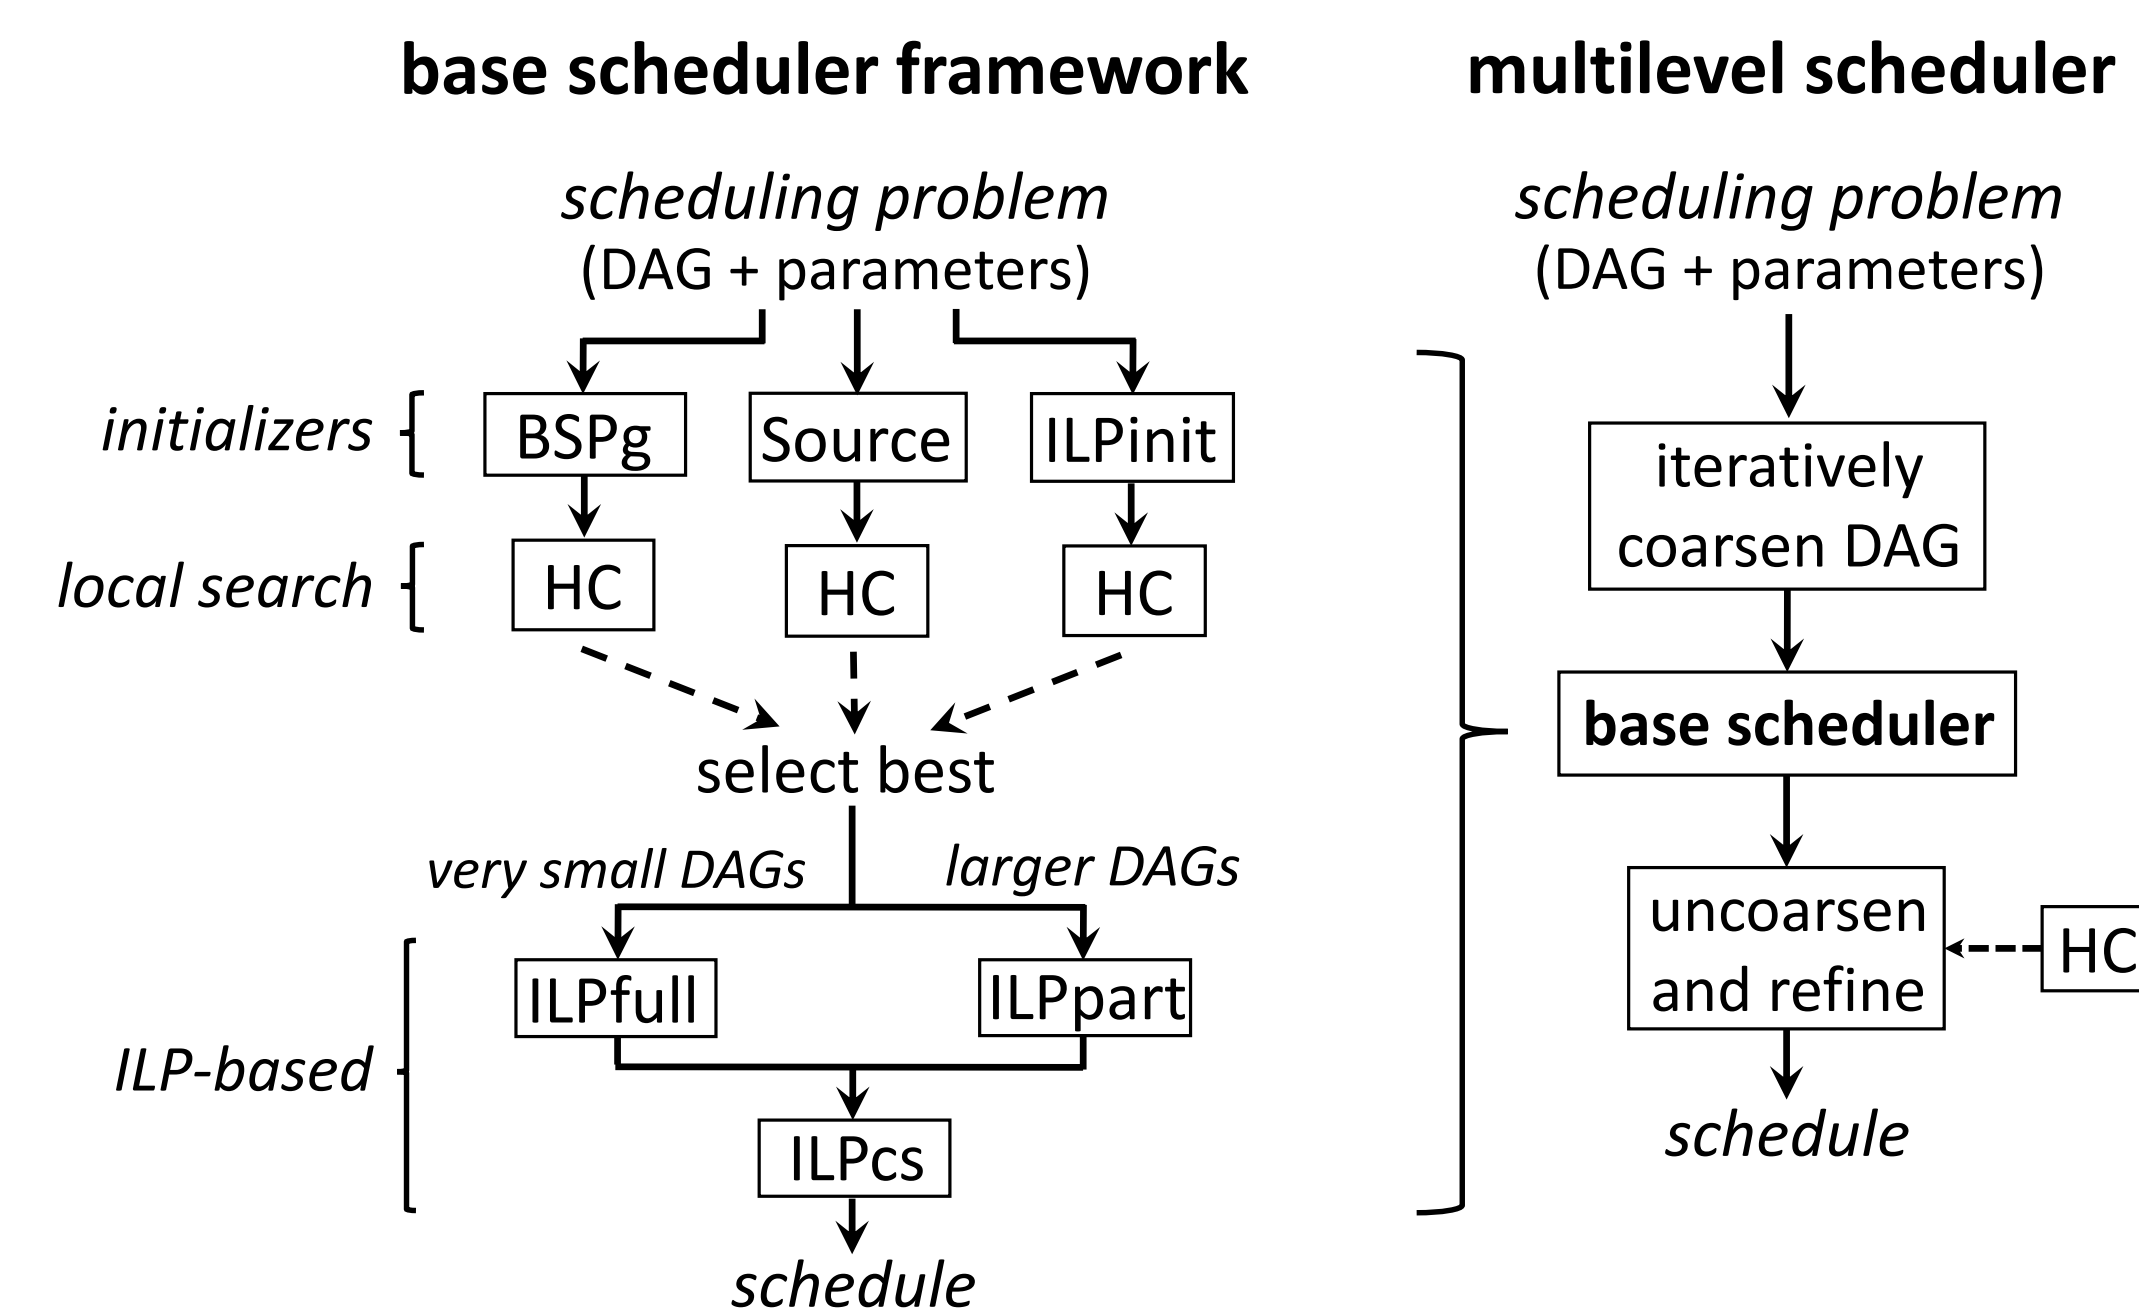 base scheduler framework
scheduling problem
(DAG + parameters)
initializers
BSPg
Source
ILPinit
local search
HC
HC
HC
select best
very small DAGs
larger DAGs
ILP-based
ILPfull
ILPpart
ILPcs
schedule
multilevel scheduler
scheduling problem
(DAG + parameters)
iteratively
coarsen DAG
base scheduler
uncoarsen
and refine
HC
schedule